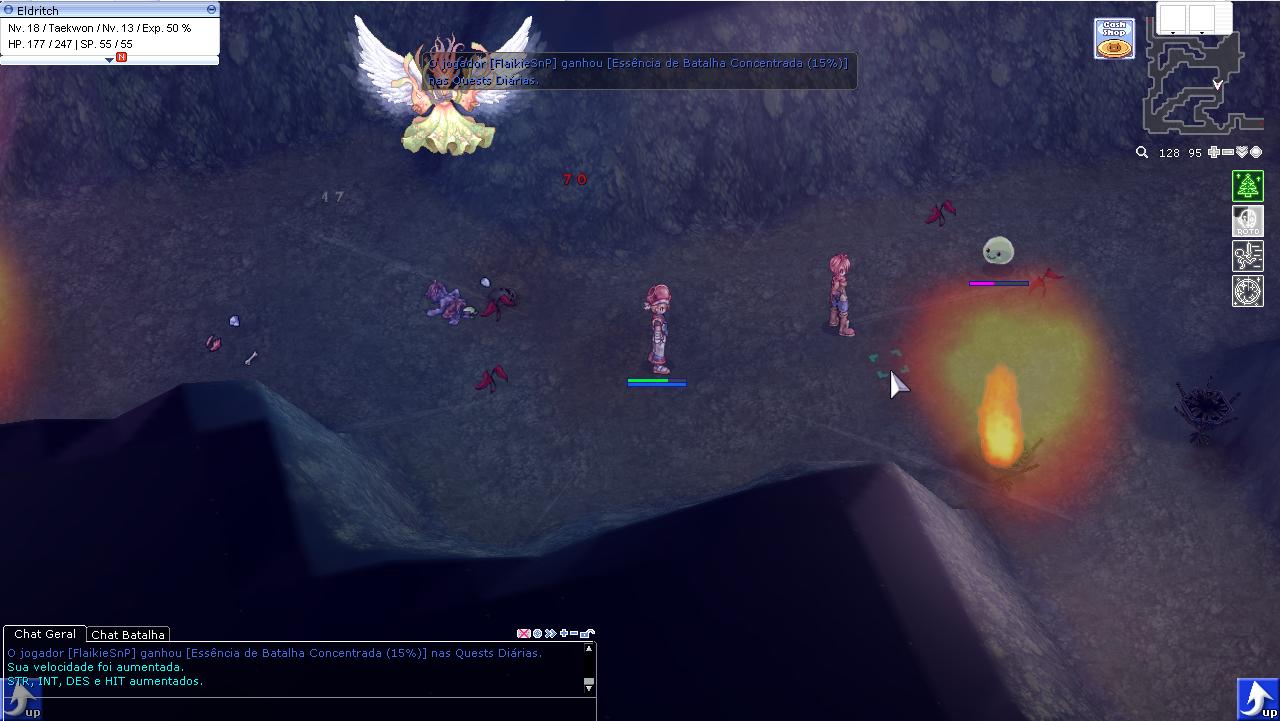 Eldritch
Nv. 18 / Taekwon / Nv. 13 / Exp. 50 %
HP. 177 / 247 | SP. 55 / 55
N
O jogador [FlaikieSnP] ganhou [Essência de Batalha Concentrada (15%)]
nas Quests Diárias.
Cash
Shop
128 95
ROTD
47
70
Chat Geral
Chat Batalha
O jogador [FlaikieSnP] ganhou [Essência de Batalha Concentrada (15%)] nas Quests Diárias.
Sua velocidade foi aumentada.
STR, INT, DES e HIT aumentados.
up
up